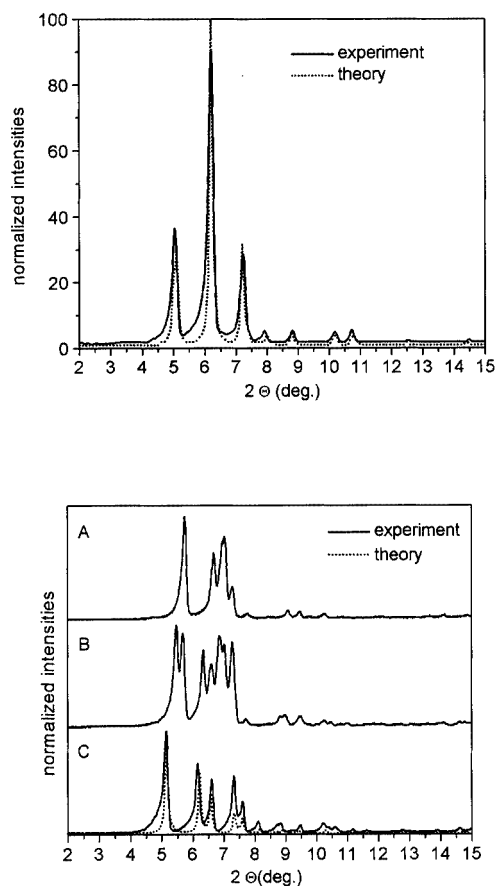 100
80
60
40
20
0
normalized intensities
experiment
theory
2 3 4 5 6 7 8 9 10 11 12 13 14 15
2 Θ (deg.)
A
B
C
normalized intensities
experiment
theory
2 3 4 5 6 7 8 9 10 11 12 13 14 15
2 Θ(deg.)